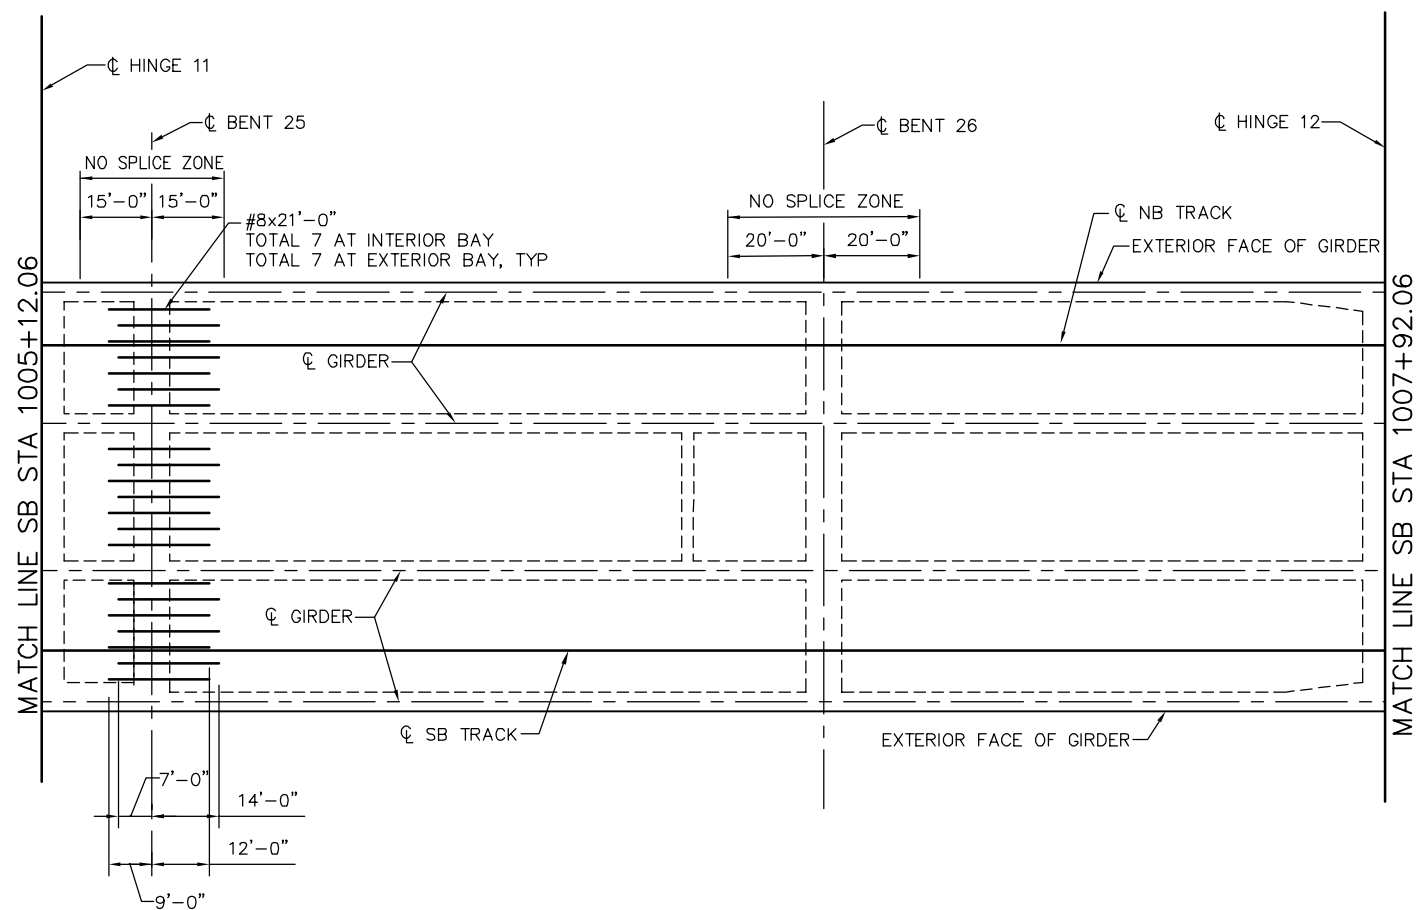 ℄ HINGE 11
℄ BENT 25
℄ BENT 26
℄ HINGE 12
NO SPLICE ZONE
15'-0" 15'-0"
#8x21'-0"
TOTAL 7 AT INTERIOR BAY
TOTAL 7 AT EXTERIOR BAY, TYP
NO SPLICE ZONE
20'-0" 20'-0"
℄ NB TRACK
EXTERIOR FACE OF GIRDER
MATCH LINE SB STA 1005+12.06
MATCH LINE SB STA 1007+92.06
℄ GIRDER
℄ GIRDER
℄ SB TRACK
EXTERIOR FACE OF GIRDER
7'-0"
14'-0"
12'-0"
9'-0"